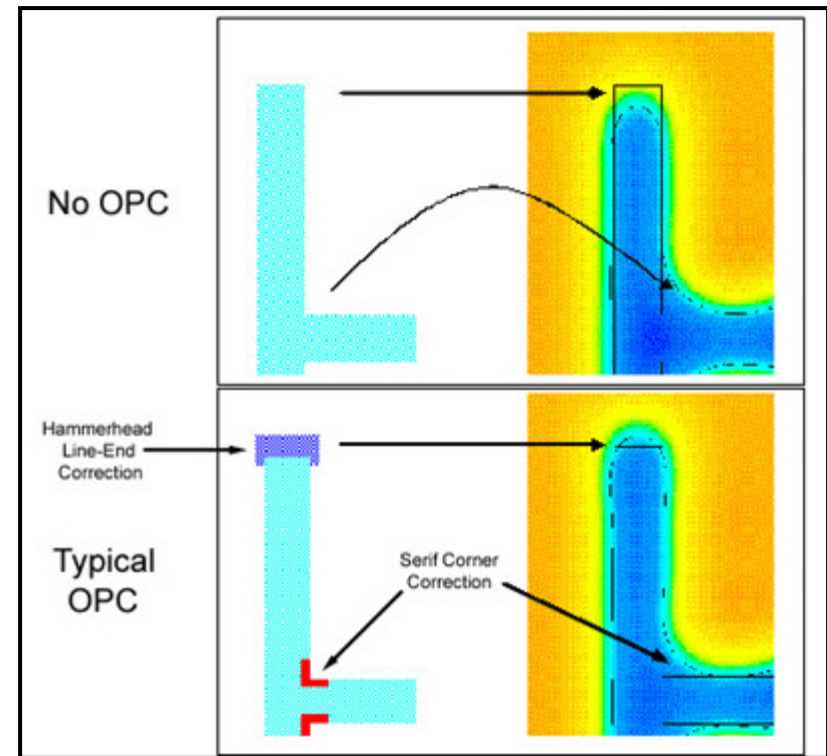 No OPC
Hammerhead
Line-End
Correction
Typical
OPC
Serif Corner
Correction